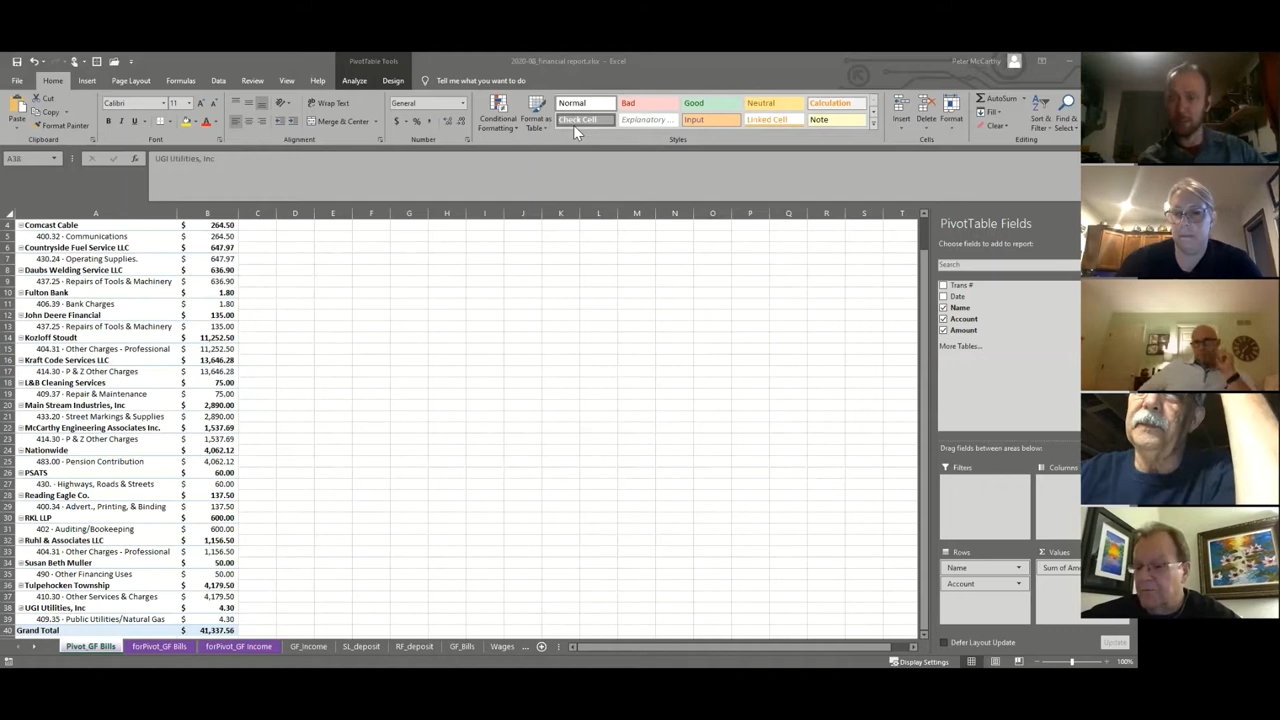 PivotTable Tools
2020-08_financial report.xlsx - Excel
Petar McCarthy
File Home Insert Page Layout Formulas Data Review View Help Analyze Design Tell me what you want to do
Cut
Copy
Format Painter
Paste
Clipboard
Calibri 11
B I U
Font
Wrap Text
Merge & Center
Alignment
General
$ % ,
Number
Conditional Formatting
Format as Table
Normal Bad Good Neutral Calculation
Check Cell Explanatory ... Input Linked Cell Note
Styles
Insert Delete Format
Cells
AutoSum
Fill
Clear
Sort & Filter
Find & Select
Editing
A38 fx UGI Utilities, Inc
A B C D E F G H I J K L M N O P Q R S T
4 Comcast Cable $ 264.50
5 400.32 · Communications $ 264.50
6 Countryside Fuel Service LLC $ 647.97
7 430.24 · Operating Supplies. $ 647.97
8 Daubs Welding Service LLC $ 636.90
9 437.25 · Repairs of Tools & Machinery $ 636.90
10 Fulton Bank $ 1.80
11 406.39 · Bank Charges $ 1.80
12 John Deere Financial $ 135.00
13 437.25 · Repairs of Tools & Machinery $ 135.00
14 Kozloff Stoudt $ 11,252.50
15 404.31 · Other Charges - Professional $ 11,252.50
16 Kraft Code Services LLC $ 13,646.28
17 414.30 · P & Z Other Charges $ 13,646.28
18 L&B Cleaning Services $ 75.00
19 409.37 · Repair & Maintenance $ 75.00
20 Main Stream Industries, Inc $ 2,890.00
21 433.20 · Street Markings & Supplies $ 2,890.00
22 McCarthy Engineering Associates Inc. $ 1,537.69
23 414.30 · P & Z Other Charges $ 1,537.69
24 Nationwide $ 4,062.12
25 483.00 · Pension Contribution $ 4,062.12
26 PSATS $ 60.00
27 430. · Highways, Roads & Streets $ 60.00
28 Reading Eagle Co. $ 137.50
29 400.34 · Advert., Printing, & Binding $ 137.50
30 RKL LLP $ 600.00
31 402 · Auditing/Bookeeping $ 600.00
32 Ruhl & Associates LLC $ 1,156.50
33 404.31 · Other Charges - Professional $ 1,156.50
34 Susan Beth Muller $ 50.00
35 490 · Other Financing Uses $ 50.00
36 Tulpehocken Township $ 4,179.50
37 410.30 · Other Services & Charges $ 4,179.50
38 UGI Utilities, Inc $ 4.30
39 409.35 · Public Utilities/Natural Gas $ 4.30
40 Grand Total $ 41,337.56
PivotTable Fields
Choose fields to add to report:
Search
Trans #
Date
Name
Account
Amount
More Tables...
Drag fields between areas below:
Filters Columns
Rows Values
Name Sum of Am
Account
Defer Layout Update Update
Pivot_GF Bills forPivot_GF Bills forPivot_GF Income GF_Income SL_deposit RF_deposit GF_Bills Wages ...
Display Settings 100%